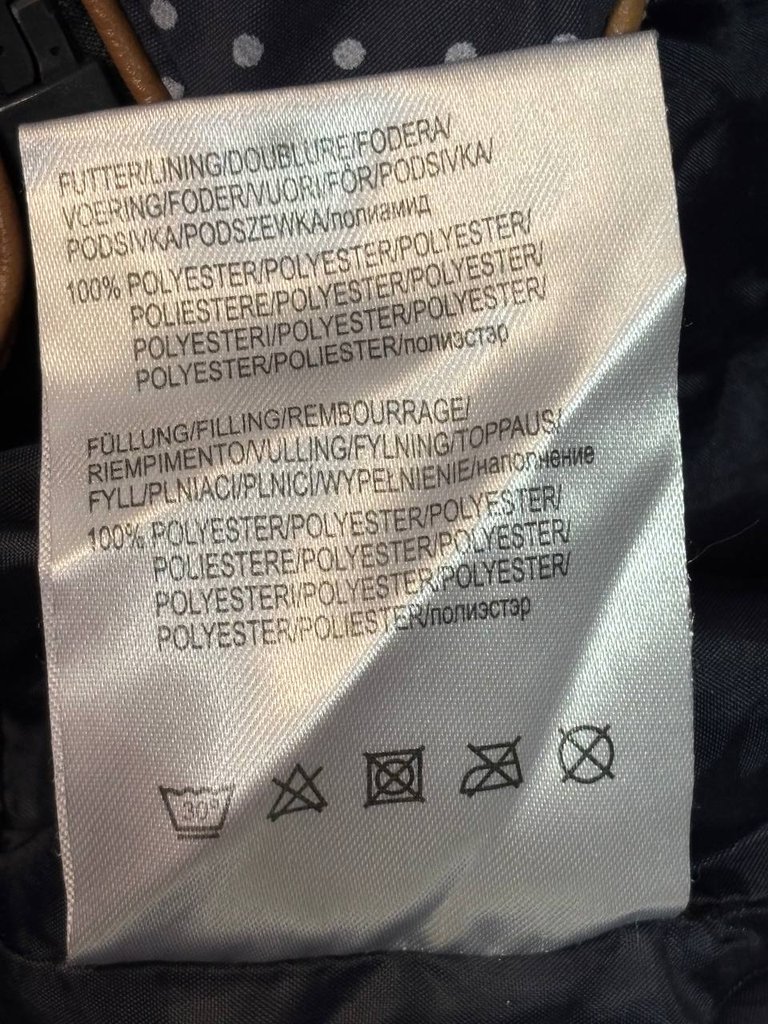 FUTTER/LINING/DOUBLURE/FODERA/
VOERING/FODER/VUORI/FÖR/PODSIVKA/
PODSIVKA/PODSZEWKA/полиамид
100% POLYESTER/POLYESTER/POLYESTER/
POLIESTERE/POLYESTER/POLYESTER/
POLYESTERI/POLYESTER/POLYESTER/
POLYESTER/POLIESTER/полиэстэр
FÜLLUNG/FILLING/REMBOURRAGE/
RIEMPIMENTO/VULLING/FYLNING/TOPPAUS/
FYLL/PLNIACI/PLNICÍ/WYPEŁNIENIE/наполнение
100% POLYESTER/POLYESTER/POLYESTER/
POLIESTERE/POLYESTER/POLYESTER/
POLYESTERI/POLYESTER/POLYESTER/
POLYESTER/POLIESTER/полиэстэр
30°